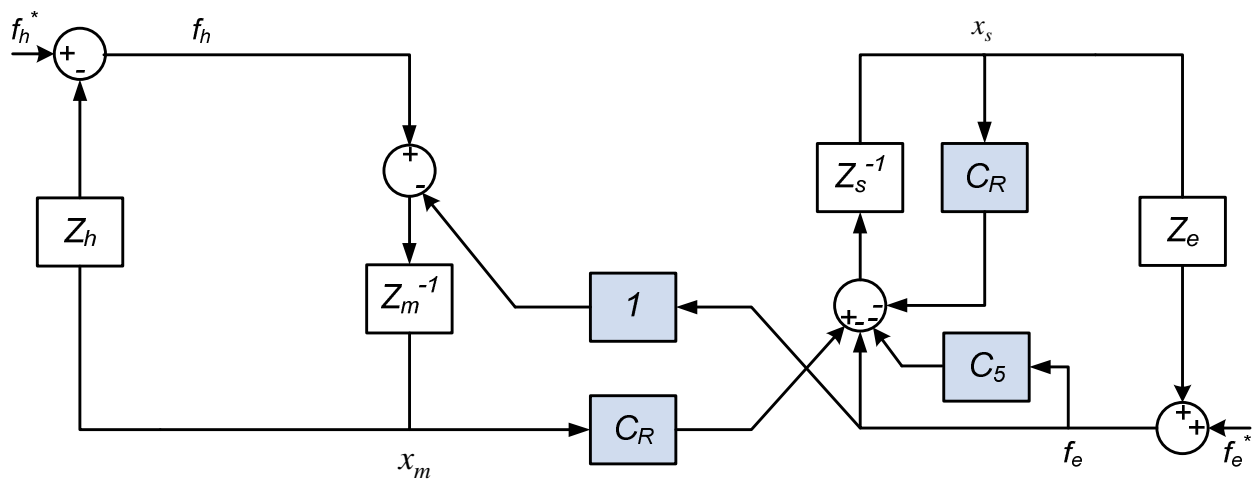 f_h^*
f_h
x_s
+
-
+
-
Z_s^{-1}
C_R
Z_h
Z_e
Z_m^{-1}
1
-
+ - -
C_5
C_R
+
+
x_m
f_e
f_e^*